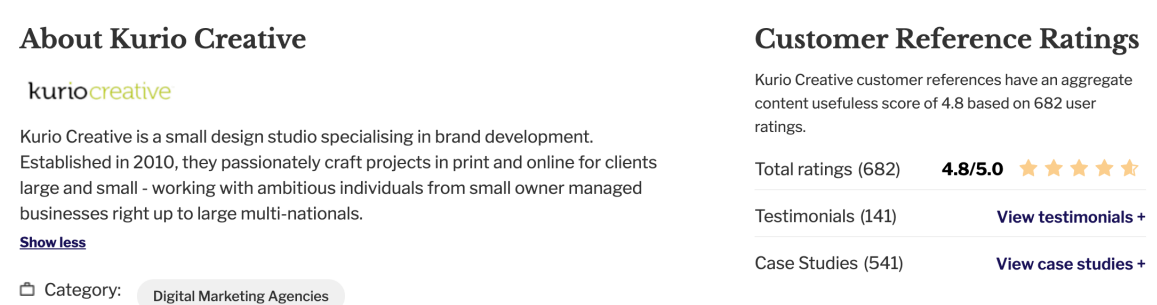 About Kurio Creative
kuriocreative
Kurio Creative is a small design studio specialising in brand development.
Established in 2010, they passionately craft projects in print and online for clients
large and small - working with ambitious individuals from small owner managed
businesses right up to large multi-nationals.
Show less
Category:
Digital Marketing Agencies
Customer Reference Ratings
Kurio Creative customer references have an aggregate
content usefuless score of 4.8 based on 682 user
ratings.
Total ratings (682) 4.8/5.0
Testimonials (141) View testimonials +
Case Studies (541) View case studies +